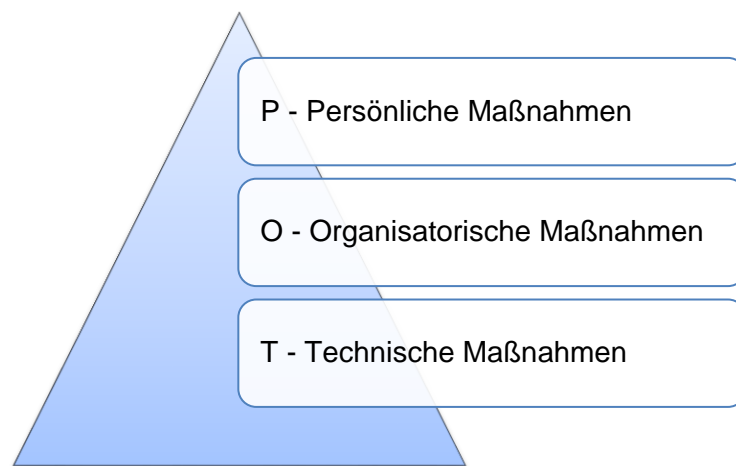 P - Persönliche Maßnahmen
O - Organisatorische Maßnahmen
T - Technische Maßnahmen